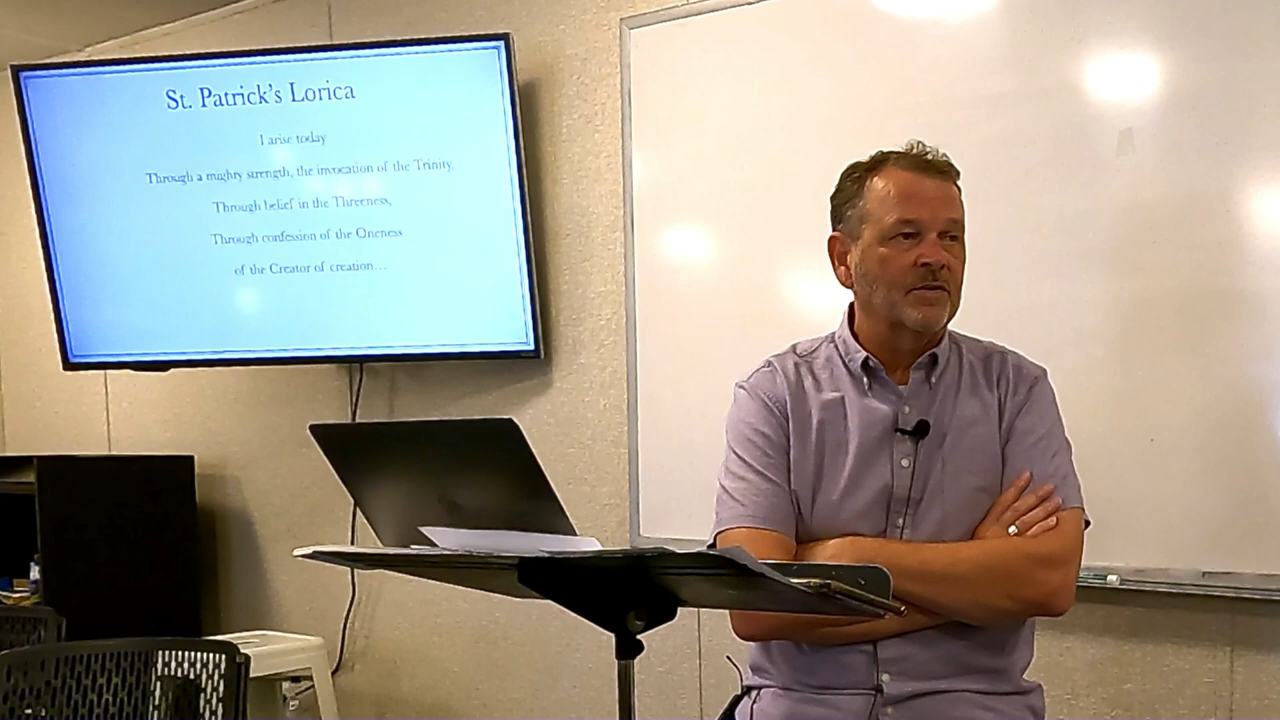 St. Patrick's Lorica
I arise today
Through a mighty strength, the invocation of the Trinity,
Through belief in the Threeness,
Through confession of the Oneness
of the Creator of creation…